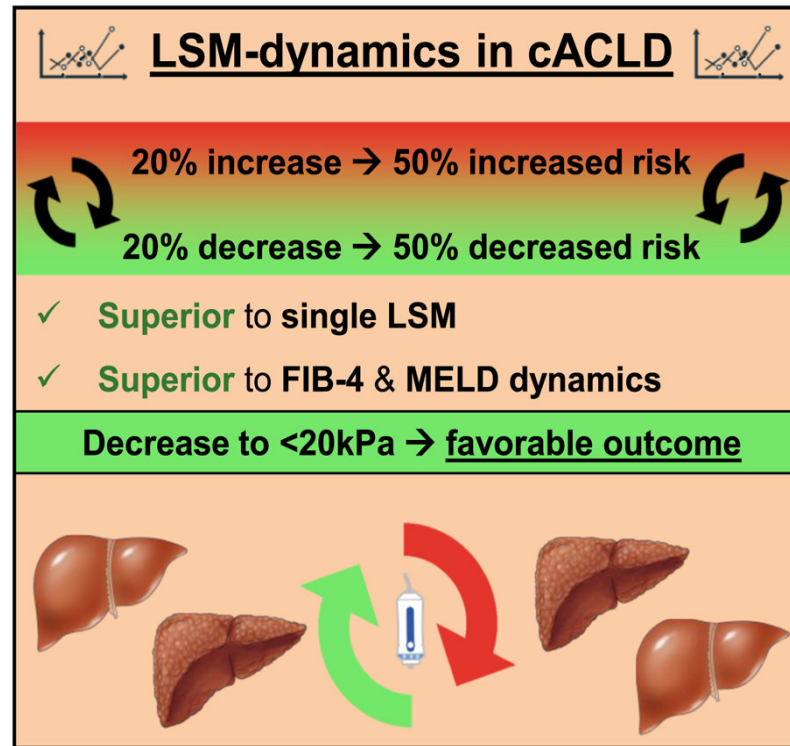 LSM-dynamics in cACLD
20% increase → 50% increased risk
20% decrease → 50% decreased risk
✓ Superior to single LSM
✓ Superior to FIB-4 & MELD dynamics
Decrease to <20kPa → favorable outcome